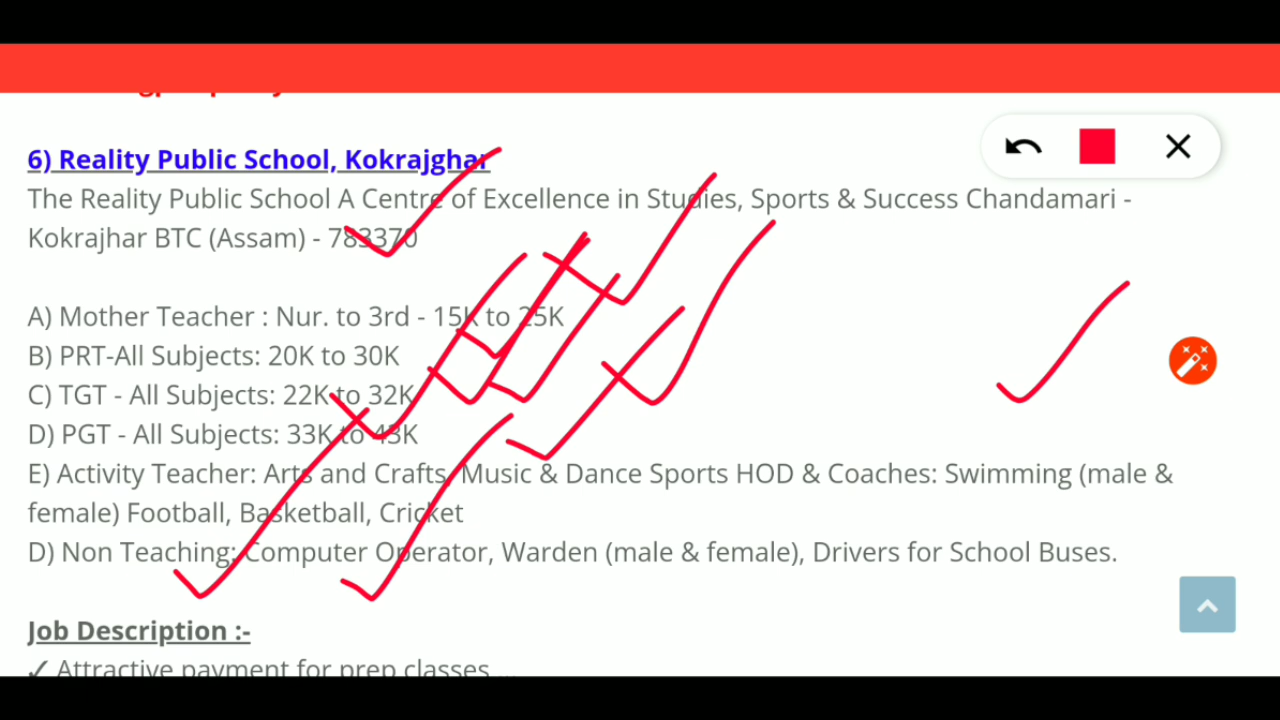 6) Reality Public School, Kokrajghar
The Reality Public School A Centre of Excellence in Studies, Sports & Success Chandamari -
Kokrajhar BTC (Assam) - 783370
A) Mother Teacher : Nur. to 3rd - 15K to 25K
B) PRT-All Subjects: 20K to 30K
C) TGT - All Subjects: 22K to 32K
D) PGT - All Subjects: 33K to 43K
E) Activity Teacher: Arts and Crafts, Music & Dance Sports HOD & Coaches: Swimming (male &
female) Football, Basketball, Cricket
D) Non Teaching: Computer Operator, Warden (male & female), Drivers for School Buses.
Job Description :-
✓ Attractive payment for prep classes ...